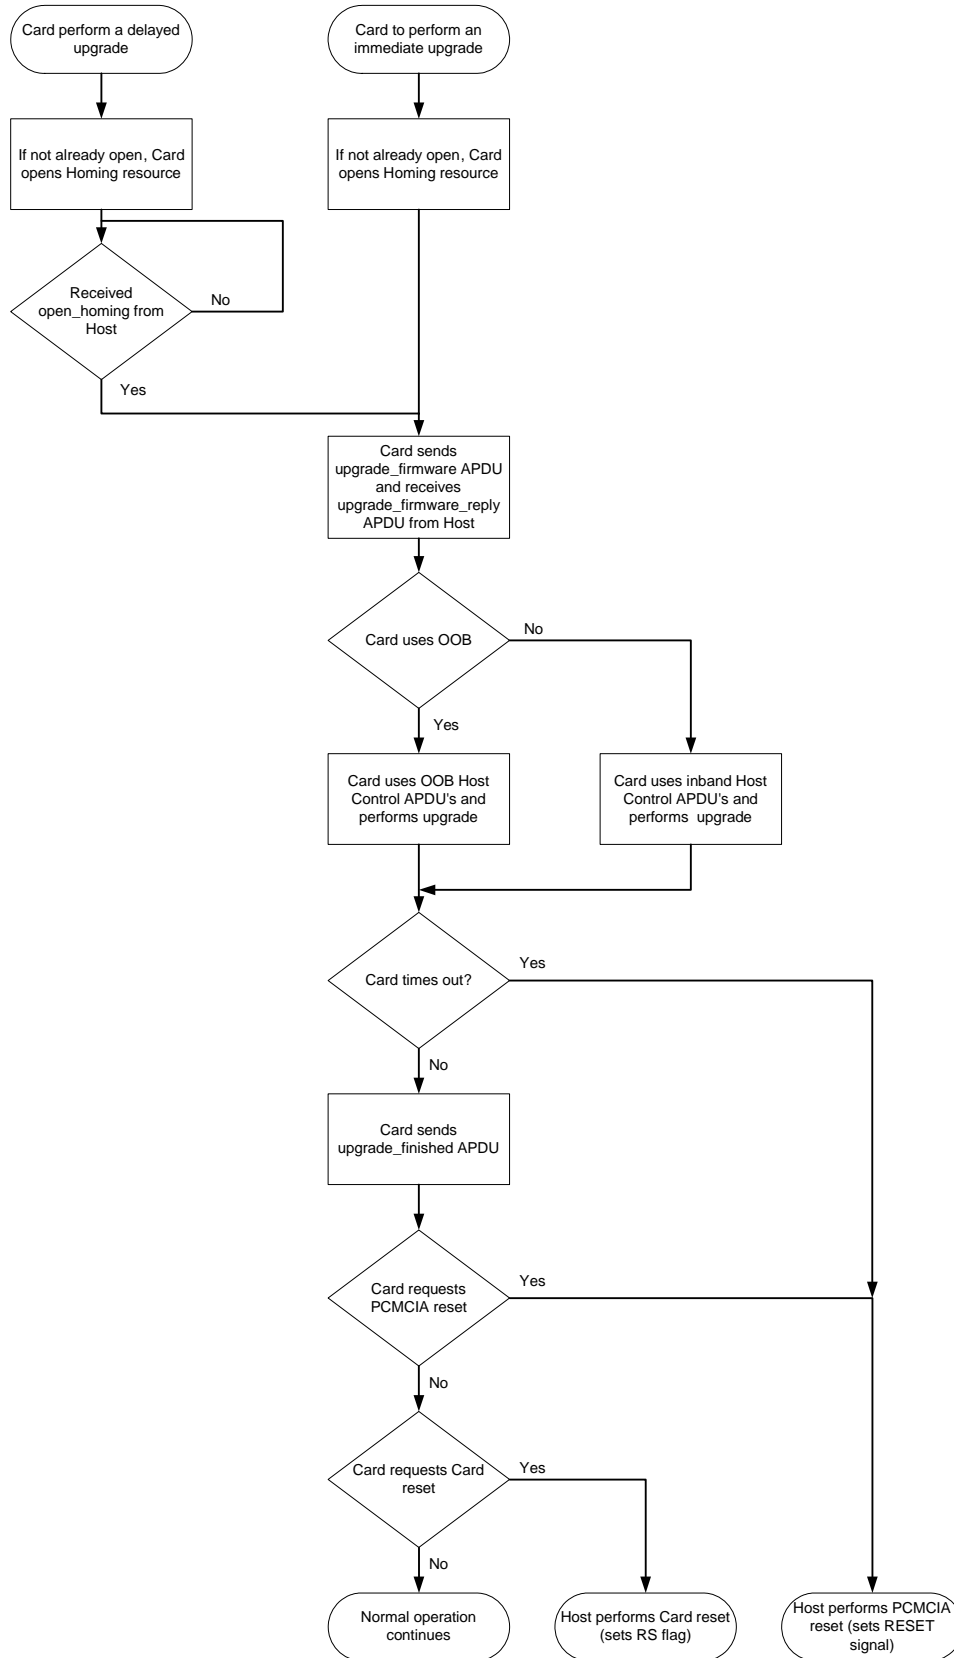 Card perform a delayed
upgrade
Card to perform an
immediate upgrade
If not already open, Card
opens Homing resource
If not already open, Card
opens Homing resource
Received
open_homing from
Host
No
Yes
Card sends
upgrade_firmware APDU
and receives
upgrade_firmware_reply
APDU from Host
Card uses OOB
No
Yes
Card uses OOB Host
Control APDU's and
performs upgrade
Card uses inband Host
Control APDU's and
performs upgrade
Card times out?
Yes
No
Card sends
upgrade_finished APDU
Card requests
PCMCIA reset
Yes
No
Card requests Card
reset
Yes
No
Normal operation
continues
Host performs Card reset
(sets RS flag)
Host performs PCMCIA
reset (sets RESET
signal)